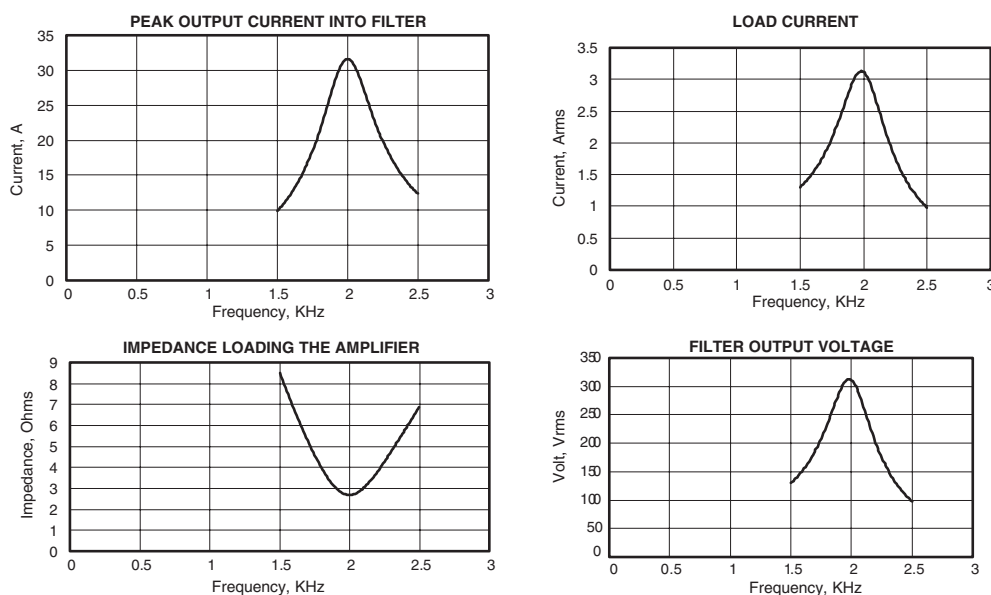 PEAK OUTPUT CURRENT INTO FILTER
35
30
25
20
15
10
5
0
Current, A
0 0.5 1 1.5 2 2.5 3
Frequency, KHz
LOAD CURRENT
3.5
3
2.5
2
1.5
1
0.5
0
Current, Arms
0 0.5 1 1.5 2 2.5 3
Frequency, KHz
IMPEDANCE LOADING THE AMPLIFIER
9
8
7
6
5
4
3
2
1
0
Impedance, Ohms
0 0.5 1 1.5 2 2.5 3
Frequency, KHz
FILTER OUTPUT VOLTAGE
350
300
250
200
150
100
50
0
Volt, Vrms
0 0.5 1 1.5 2 2.5 3
Frequency, KHz